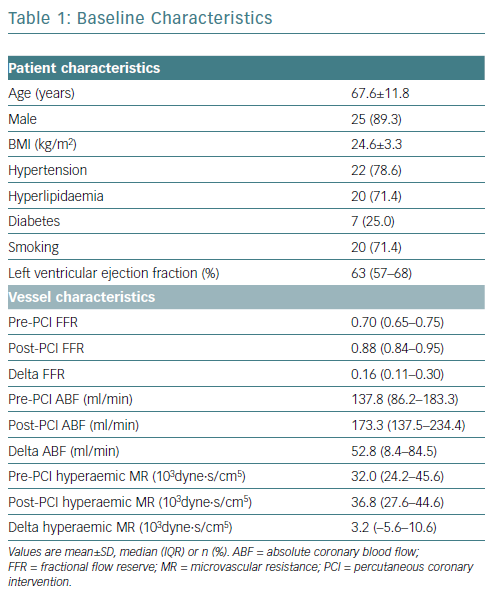 Table 1: Baseline Characteristics
Patient characteristics
Age (years) 67.6±11.8
Male 25 (89.3)
BMI (kg/m²) 24.6±3.3
Hypertension 22 (78.6)
Hyperlipidaemia 20 (71.4)
Diabetes 7 (25.0)
Smoking 20 (71.4)
Left ventricular ejection fraction (%) 63 (57–68)
Vessel characteristics
Pre-PCI FFR 0.70 (0.65–0.75)
Post-PCI FFR 0.88 (0.84–0.95)
Delta FFR 0.16 (0.11–0.30)
Pre-PCI ABF (ml/min) 137.8 (86.2–183.3)
Post-PCI ABF (ml/min) 173.3 (137.5–234.4)
Delta ABF (ml/min) 52.8 (8.4–84.5)
Pre-PCI hyperaemic MR (10³dyne·s/cm⁵) 32.0 (24.2–45.6)
Post-PCI hyperaemic MR (10³dyne·s/cm⁵) 36.8 (27.6–44.6)
Delta hyperaemic MR (10³dyne·s/cm⁵) 3.2 (–5.6–10.6)
Values are mean±SD, median (IQR) or n (%). ABF = absolute coronary blood flow;
FFR = fractional flow reserve; MR = microvascular resistance; PCI = percutaneous coronary
intervention.